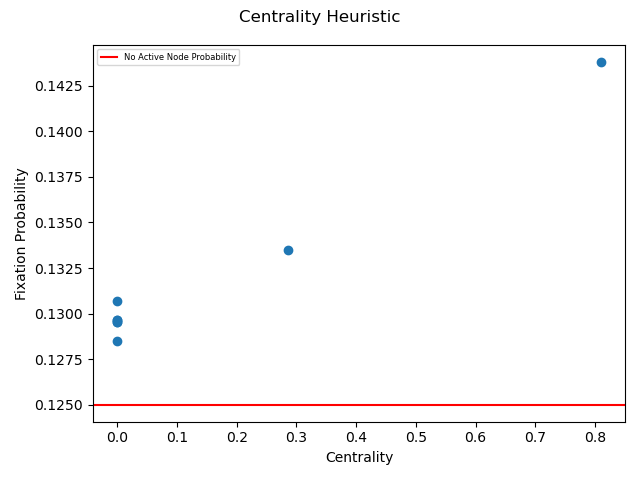 Centrality Heuristic
No Active Node Probability
0.1425
0.1400
0.1375
0.1350
0.1325
0.1300
0.1275
0.1250
Fixation Probability
0.0 0.1 0.2 0.3 0.4 0.5 0.6 0.7 0.8
Centrality